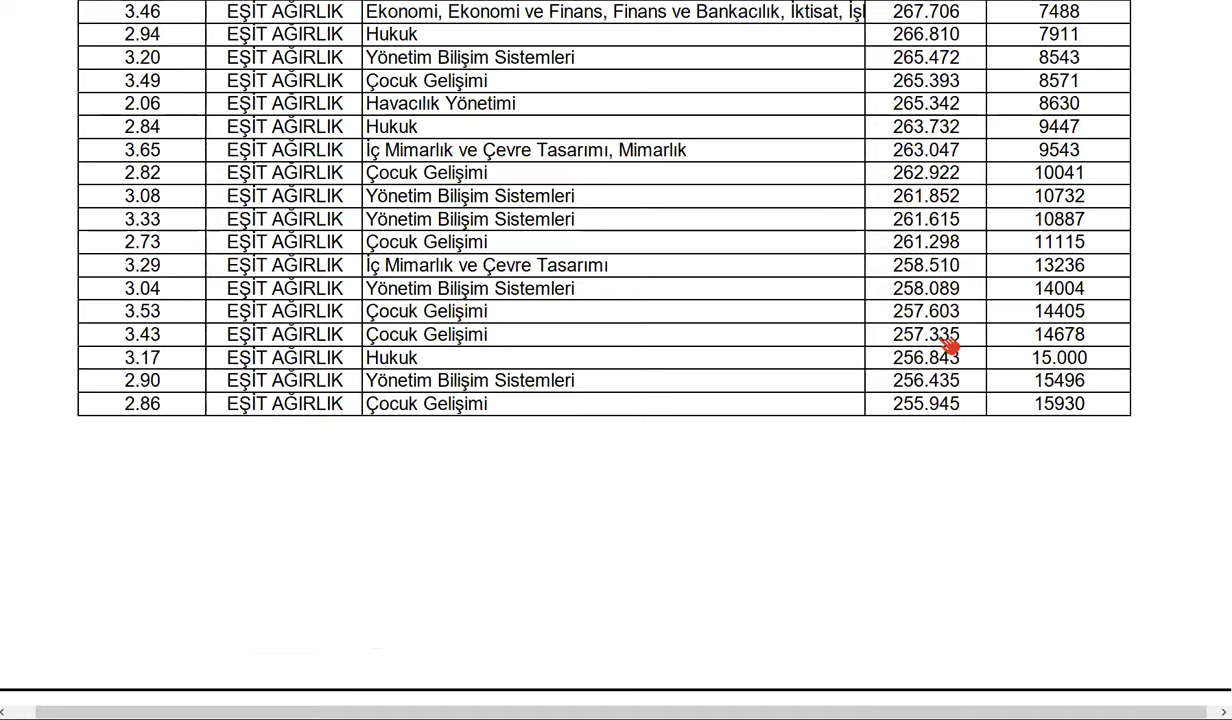 3.46 EŞİT AĞIRLIK Ekonomi, Ekonomi ve Finans, Finans ve Bankacılık, İktisat, 267.706 7488
2.94 EŞİT AĞIRLIK Hukuk 266.810 7911
3.20 EŞİT AĞIRLIK Yönetim Bilişim Sistemleri 265.472 8543
3.49 EŞİT AĞIRLIK Çocuk Gelişimi 265.393 8571
2.06 EŞİT AĞIRLIK Havacılık Yönetimi 265.342 8630
2.84 EŞİT AĞIRLIK Hukuk 263.732 9447
3.65 EŞİT AĞIRLIK İç Mimarlık ve Çevre Tasarımı, Mimarlık 263.047 9543
2.82 EŞİT AĞIRLIK Çocuk Gelişimi 262.922 10041
3.08 EŞİT AĞIRLIK Yönetim Bilişim Sistemleri 261.852 10732
3.33 EŞİT AĞIRLIK Yönetim Bilişim Sistemleri 261.615 10887
2.73 EŞİT AĞIRLIK Çocuk Gelişimi 261.298 11115
3.29 EŞİT AĞIRLIK İç Mimarlık ve Çevre Tasarımı 258.510 13236
3.04 EŞİT AĞIRLIK Yönetim Bilişim Sistemleri 258.089 14004
3.53 EŞİT AĞIRLIK Çocuk Gelişimi 257.603 14405
3.43 EŞİT AĞIRLIK Çocuk Gelişimi 257.335 14678
3.17 EŞİT AĞIRLIK Hukuk 256.843 15.000
2.90 EŞİT AĞIRLIK Yönetim Bilişim Sistemleri 256.435 15496
2.86 EŞİT AĞIRLIK Çocuk Gelişimi 255.945 15930